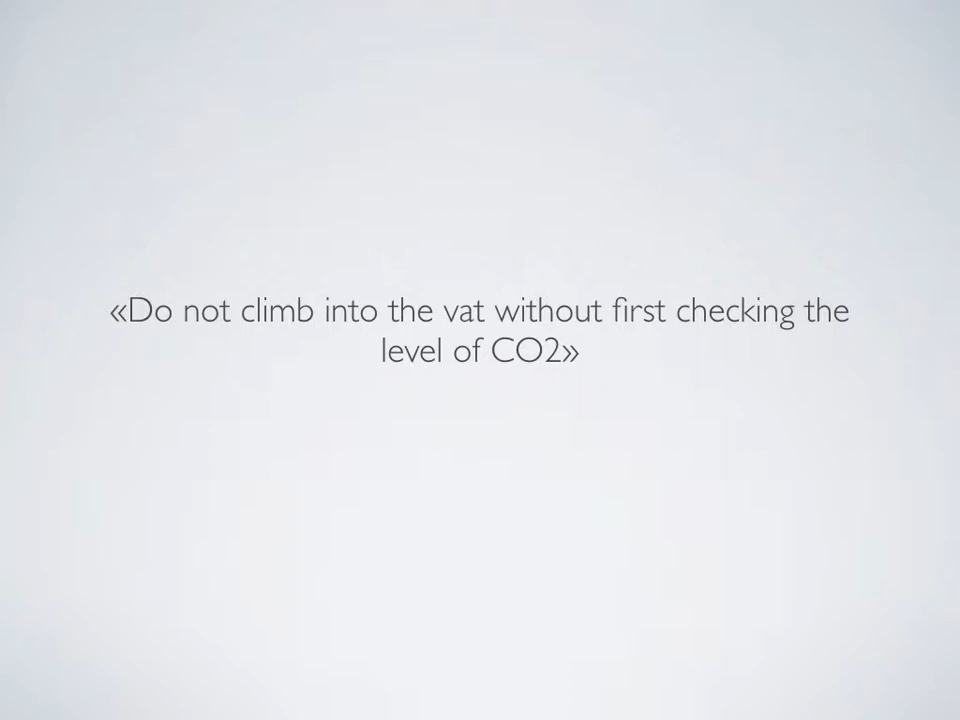 «Do not climb into the vat without first checking the
level of CO2»